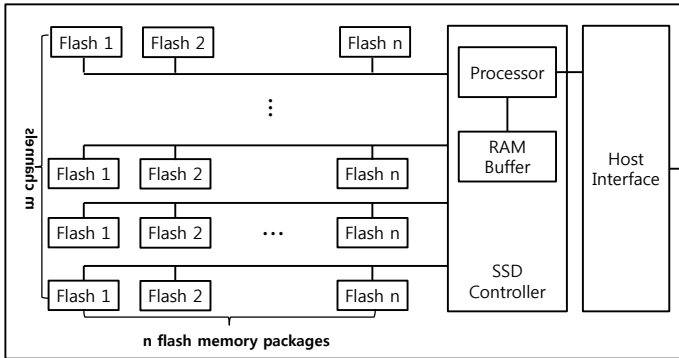 Flash 1 Flash 2 Flash n
Processor
⋮
m channels
RAM
Buffer
Host
Interface
Flash 1 Flash 2 Flash n
Flash 1 Flash 2 ⋯ Flash n
SSD
Controller
Flash 1 Flash 2 Flash n
n flash memory packages